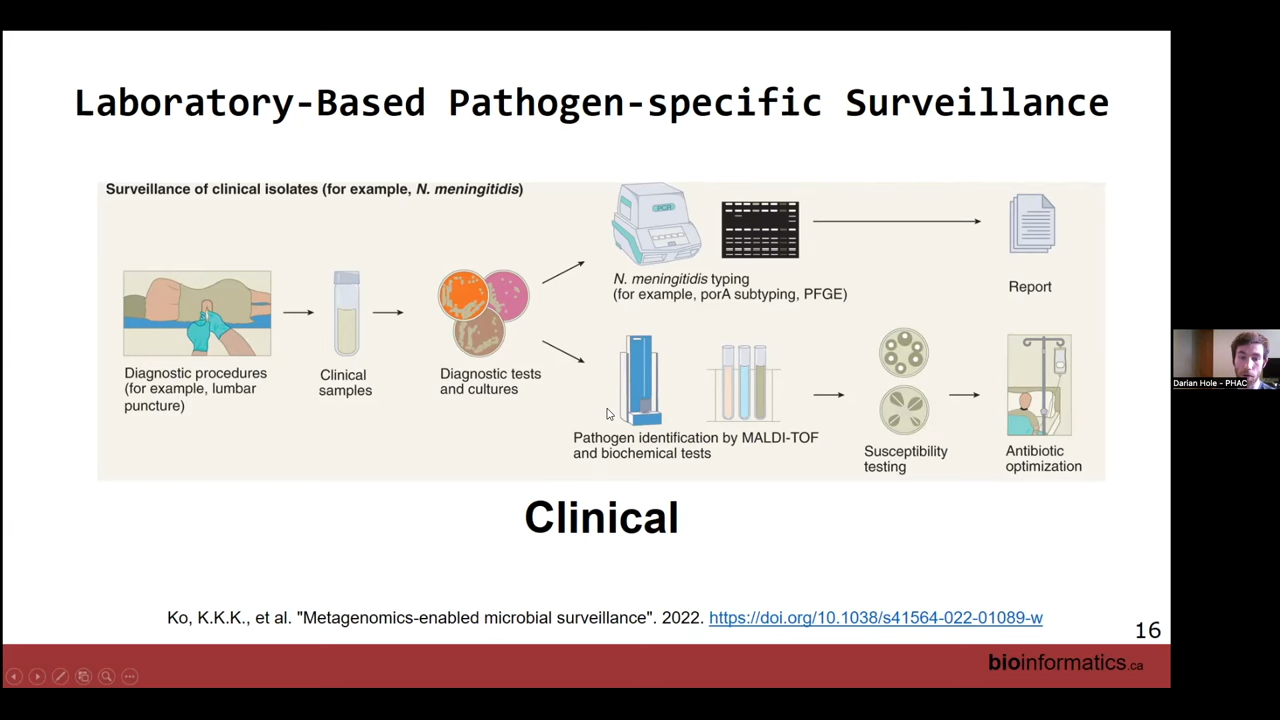 Laboratory-Based Pathogen-specific Surveillance
Surveillance of clinical isolates (for example, N. meningitidis)
PCR
N. meningitidis typing
(for example, porA subtyping, PFGE)
Report
Diagnostic procedures
(for example, lumbar
puncture)
Clinical
samples
Diagnostic tests
and cultures
Pathogen identification by MALDI-TOF
and biochemical tests
Susceptibility
testing
Antibiotic
optimization
Clinical
Ko, K.K.K., et al. "Metagenomics-enabled microbial surveillance". 2022. https://doi.org/10.1038/s41564-022-01089-w
16
bioinformatics.ca
Darian Hole - PHAC